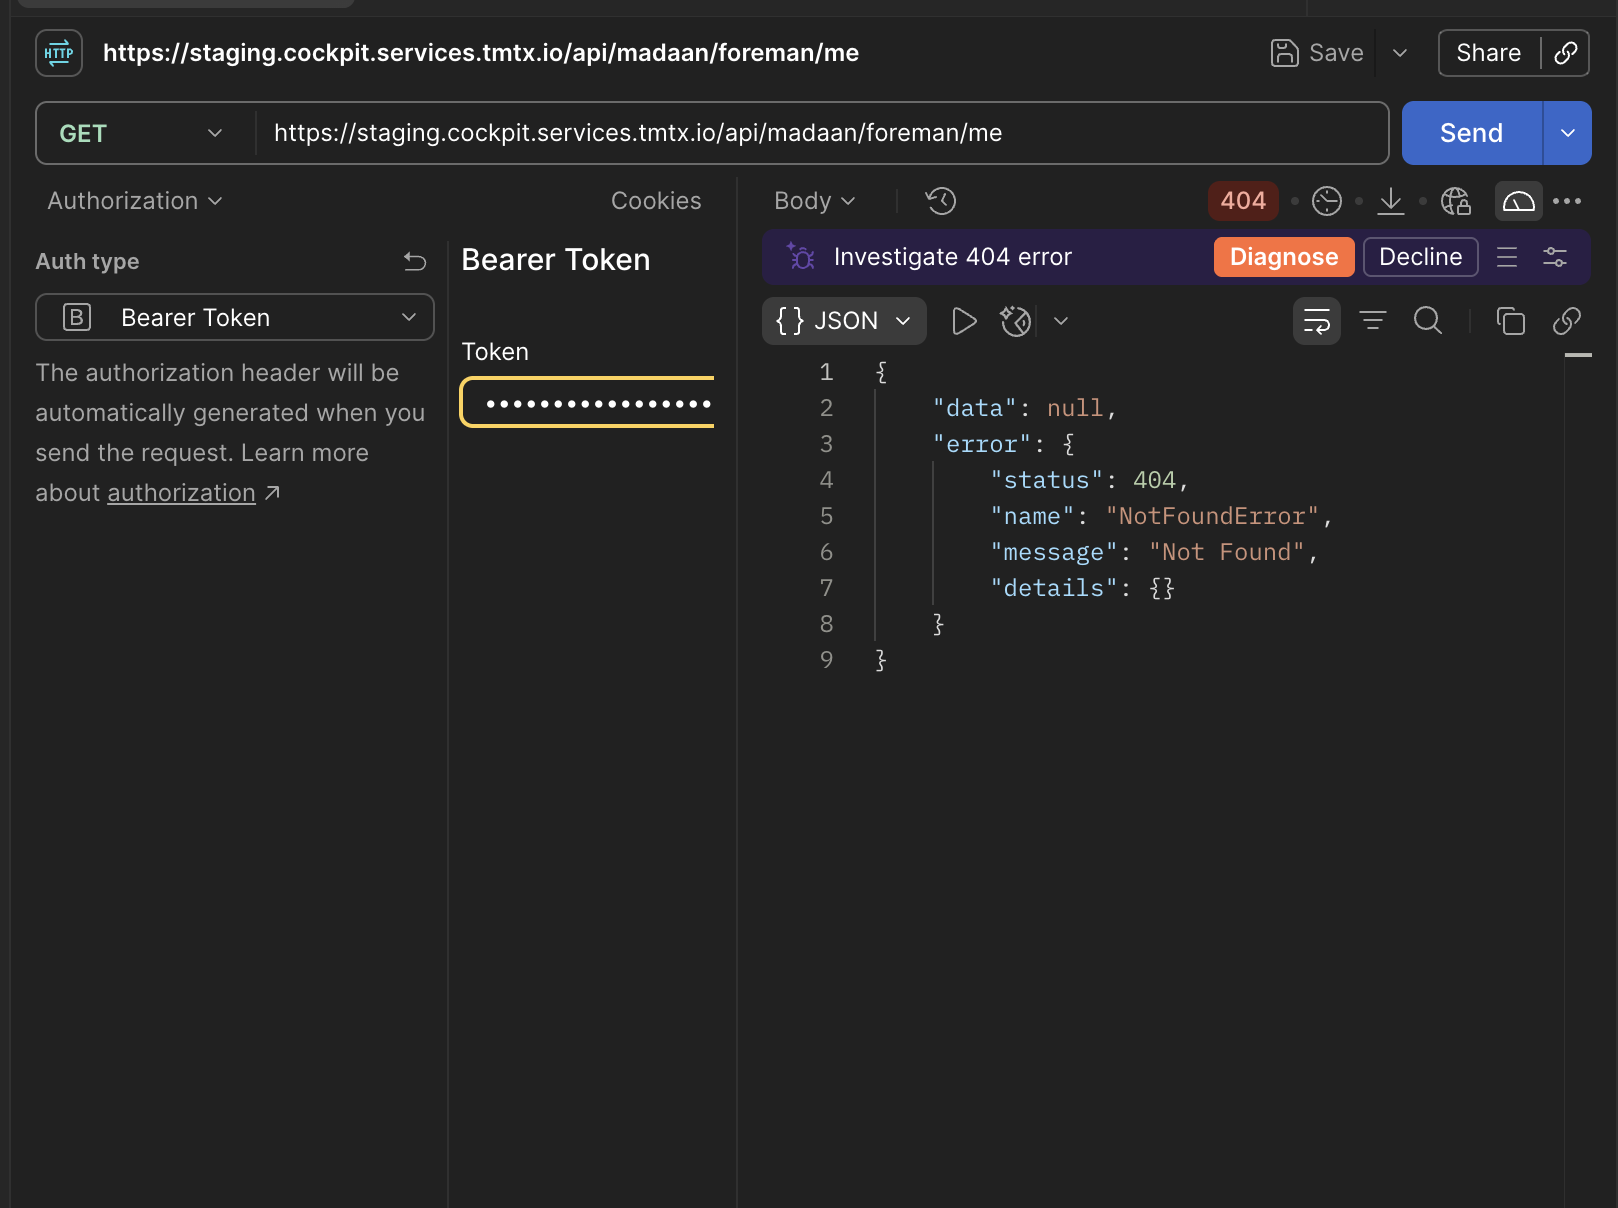 HTTP
https://staging.cockpit.services.tmtx.io/api/madaan/foreman/me
Save
Share
GET
https://staging.cockpit.services.tmtx.io/api/madaan/foreman/me
Send
Authorization
Cookies
Auth type
B
Bearer Token
The authorization header will be
automatically generated when you
send the request. Learn more
about authorization
Bearer Token
Token
•••••••••••••••••
Body
404
Investigate 404 error
Diagnose
Decline
{} JSON
1 {
2 "data": null,
3 "error": {
4 "status": 404,
5 "name": "NotFoundError",
6 "message": "Not Found",
7 "details": {}
8 }
9 }